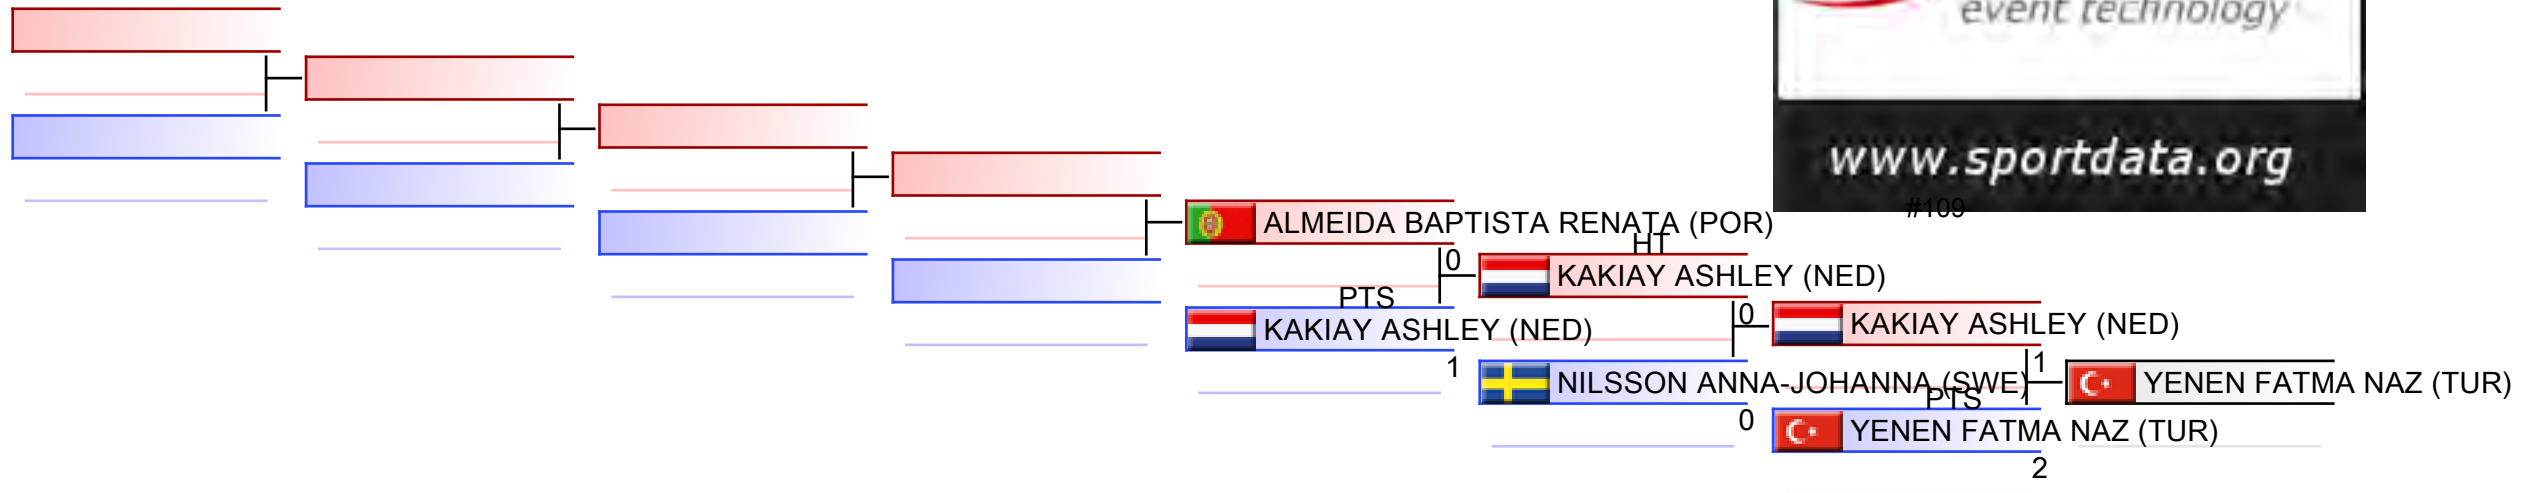 event technology
www.sportdata.org
#109
ALMEIDA BAPTISTA RENATA (POR)
HT
0
KAKIAY ASHLEY (NED)
PTS
KAKIAY ASHLEY (NED)
0
KAKIAY ASHLEY (NED)
1
1
NILSSON ANNA-JOHANNA (SWE)
YENEN FATMA NAZ (TUR)
PTS
0
YENEN FATMA NAZ (TUR)
2